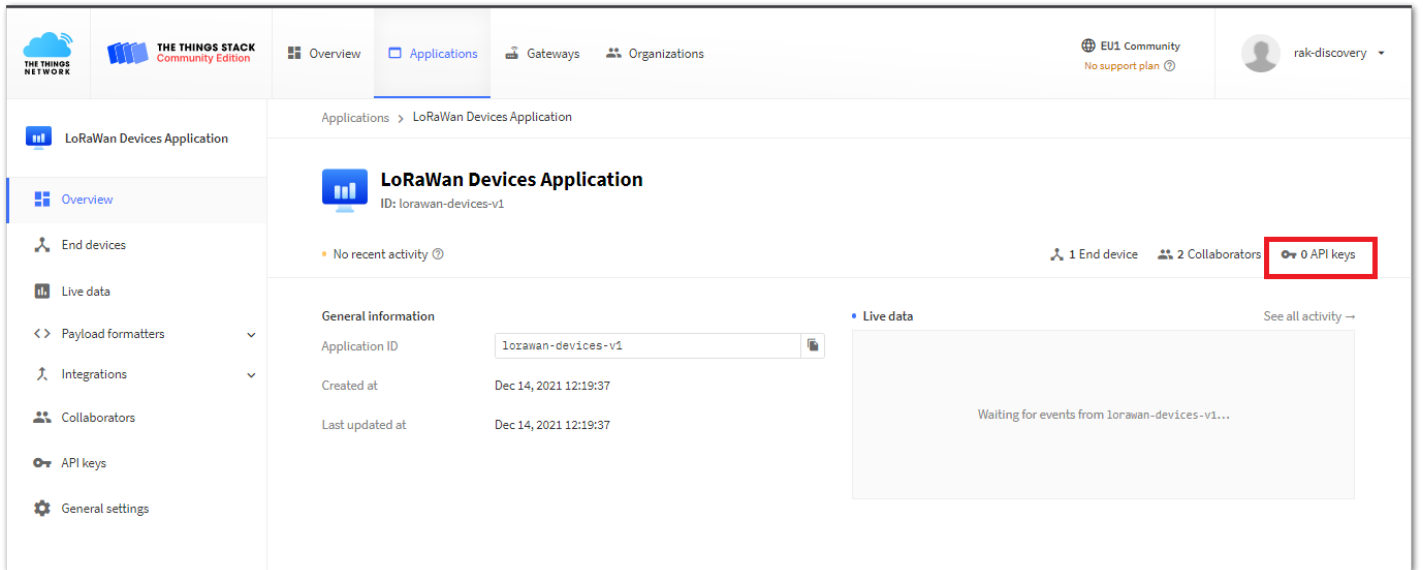 THE THINGS
NETWORK
THE THINGS STACK
Community Edition
Overview
Applications
Gateways
Organizations
EU1 Community
No support plan
rak-discovery
LoRaWan Devices Application
Overview
End devices
Live data
Payload formatters
Integrations
Collaborators
API keys
General settings
Applications > LoRaWan Devices Application
LoRaWan Devices Application
ID: lorawan-devices-v1
No recent activity
1 End device
2 Collaborators
0 API keys
General information
Application ID
lorawan-devices-v1
Created at
Dec 14, 2021 12:19:37
Last updated at
Dec 14, 2021 12:19:37
Live data
See all activity →
Waiting for events from lorawan-devices-v1...